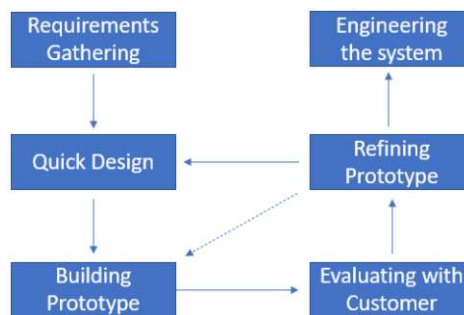 Requirements
Gathering
Engineering
the system
Quick Design
Refining
Prototype
Building
Prototype
Evaluating with
Customer